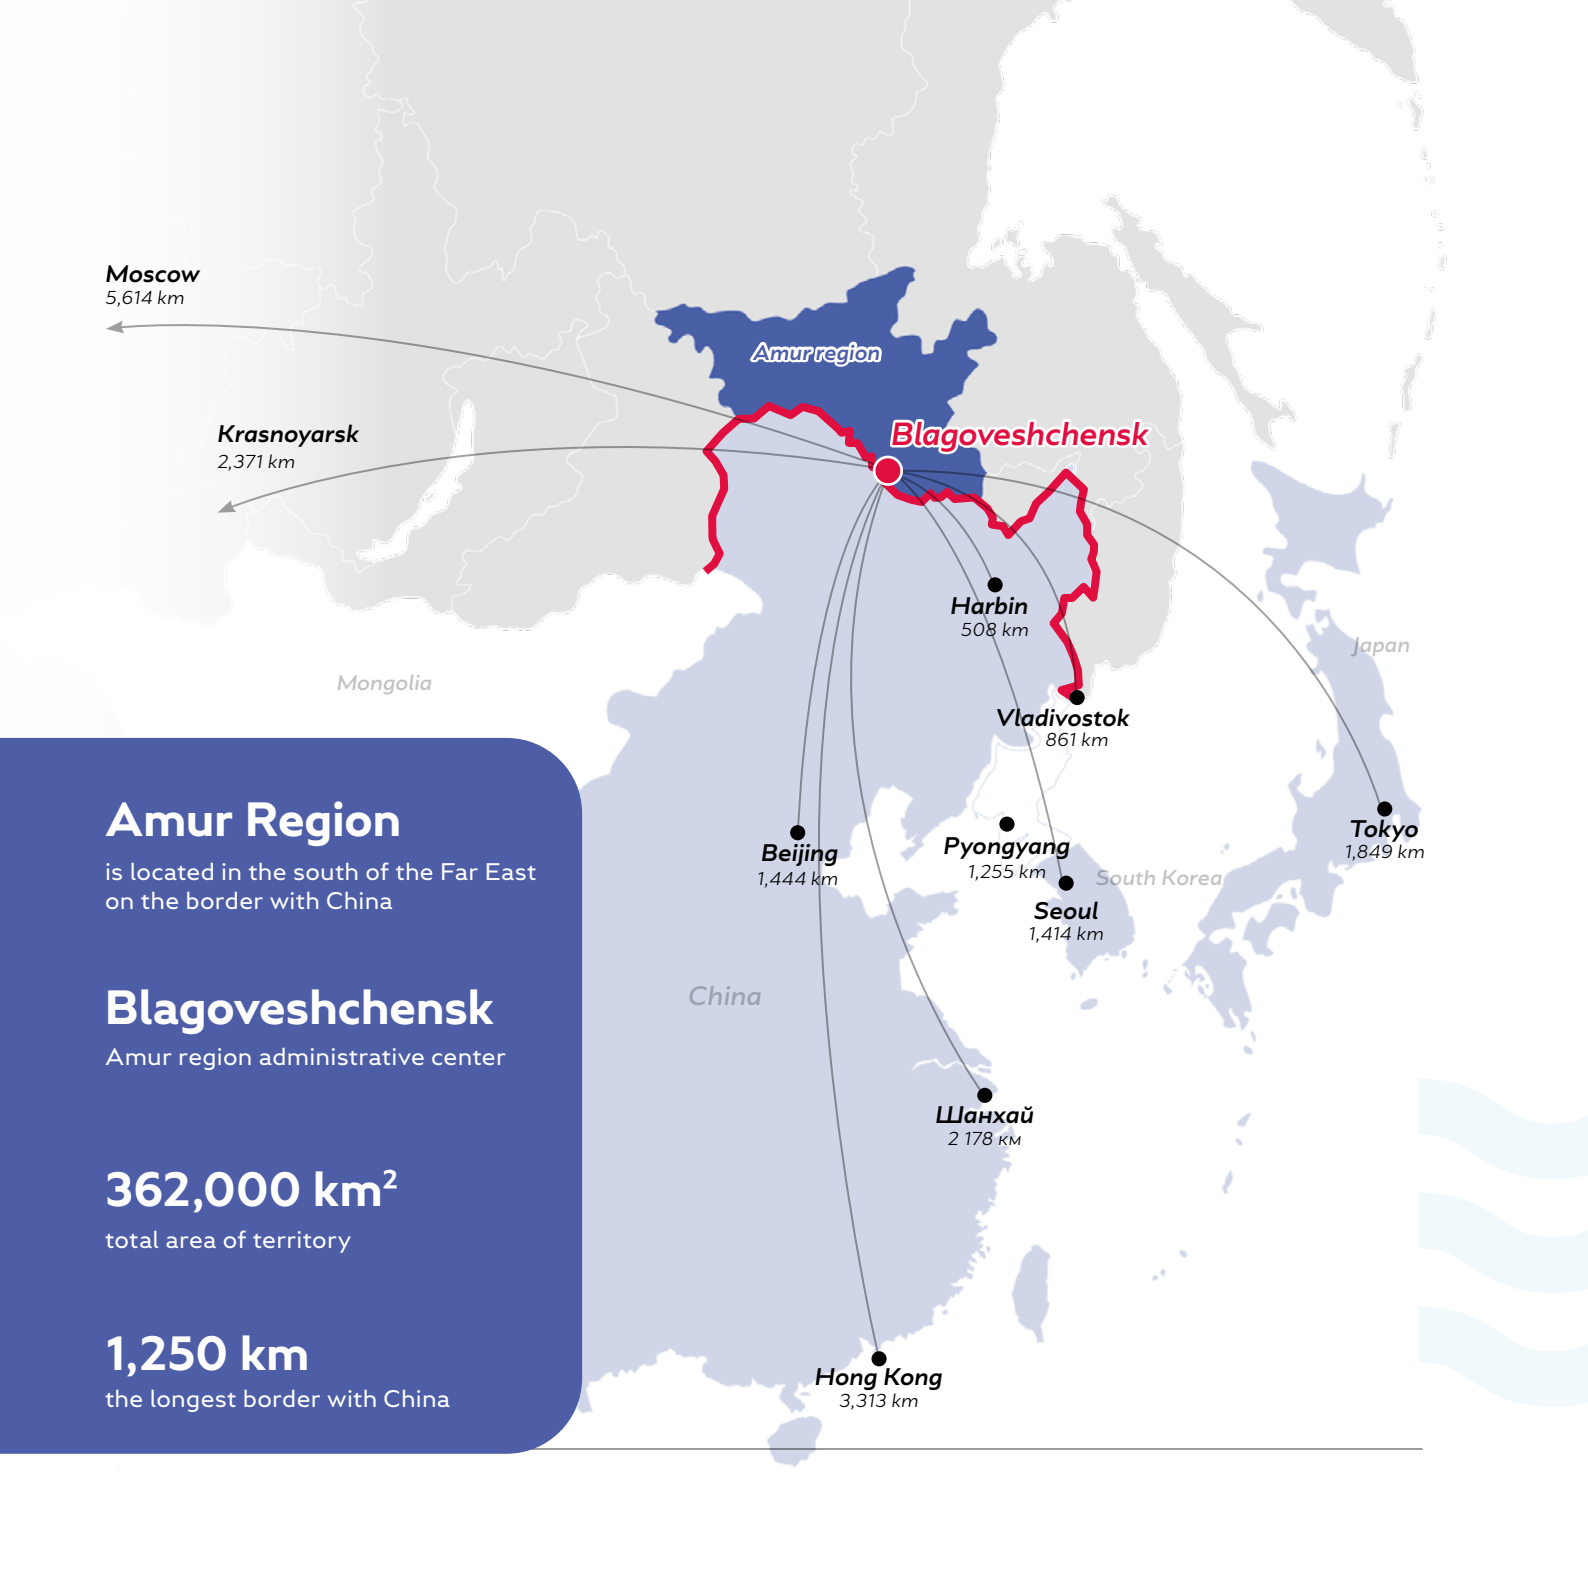 Moscow
5,614 km
Amur region
Krasnoyarsk
2,371 km
Blagoveshchensk
Harbin
508 km
Japan
Mongolia
Vladivostok
861 km
Tokyo
1,849 km
Beijing
1,444 km
Pyongyang
1,255 km
South Korea
Seoul
1,414 km
China
Шанхай
2 178 км
Hong Kong
3,313 km
Amur Region
is located in the south of the Far East
on the border with China
Blagoveshchensk
Amur region administrative center
362,000 km²
total area of territory
1,250 km
the longest border with China